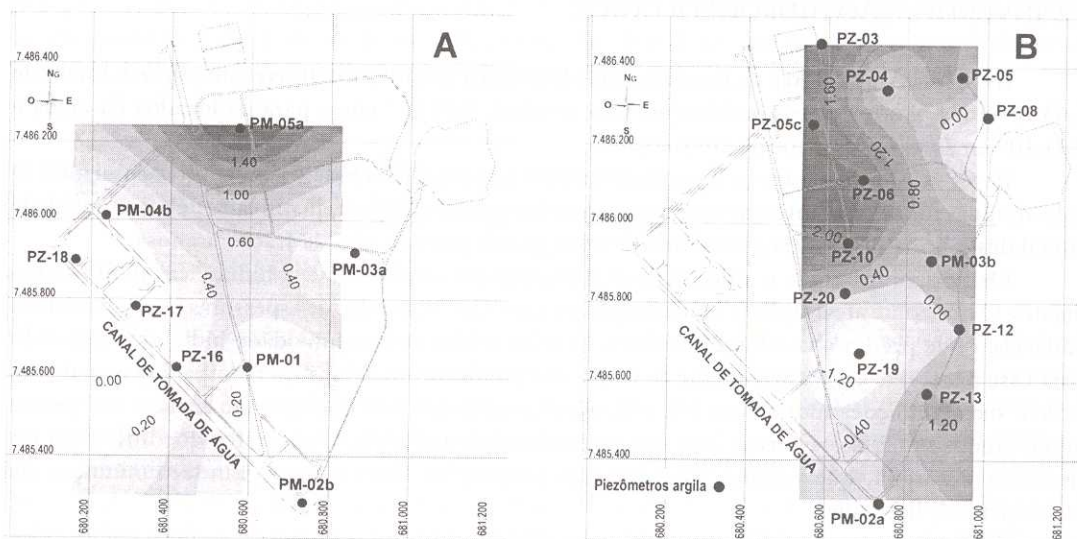 A
7 486.400
NG
O E
S
7 486.200
7 486 000
7 485.800
7 485.600
7 485.400
PM-05a
1.40
1.00
PM-04b
0.60
PM-03a
PZ-18
0.40
0.40
PZ-17
CANAL DE TOMADA DE ÁGUA
PZ-16
PM-01
0.00
0.20
0.20
PM-02b
680.200
680.400
680.600
680.800
681.000
681.200
B
7 486.400
NG
O E
S
7 486.200
7 486 000
7 485.800
7 485.600
7 485.400
PZ-03
PZ-04
PZ-05
1.60
0.00
PZ-08
PZ-05c
1.20
PZ-06
0.80
2.00
PZ-10
PM-03b
0.40
PZ-20
0.00
PZ-12
CANAL DE TOMADA DE ÁGUA
PZ-19
-1.20
PZ-13
1.20
-0.40
Piezômetros argila
PM-02a
680.200
680.400
680.600
680.800
681.000
681.200